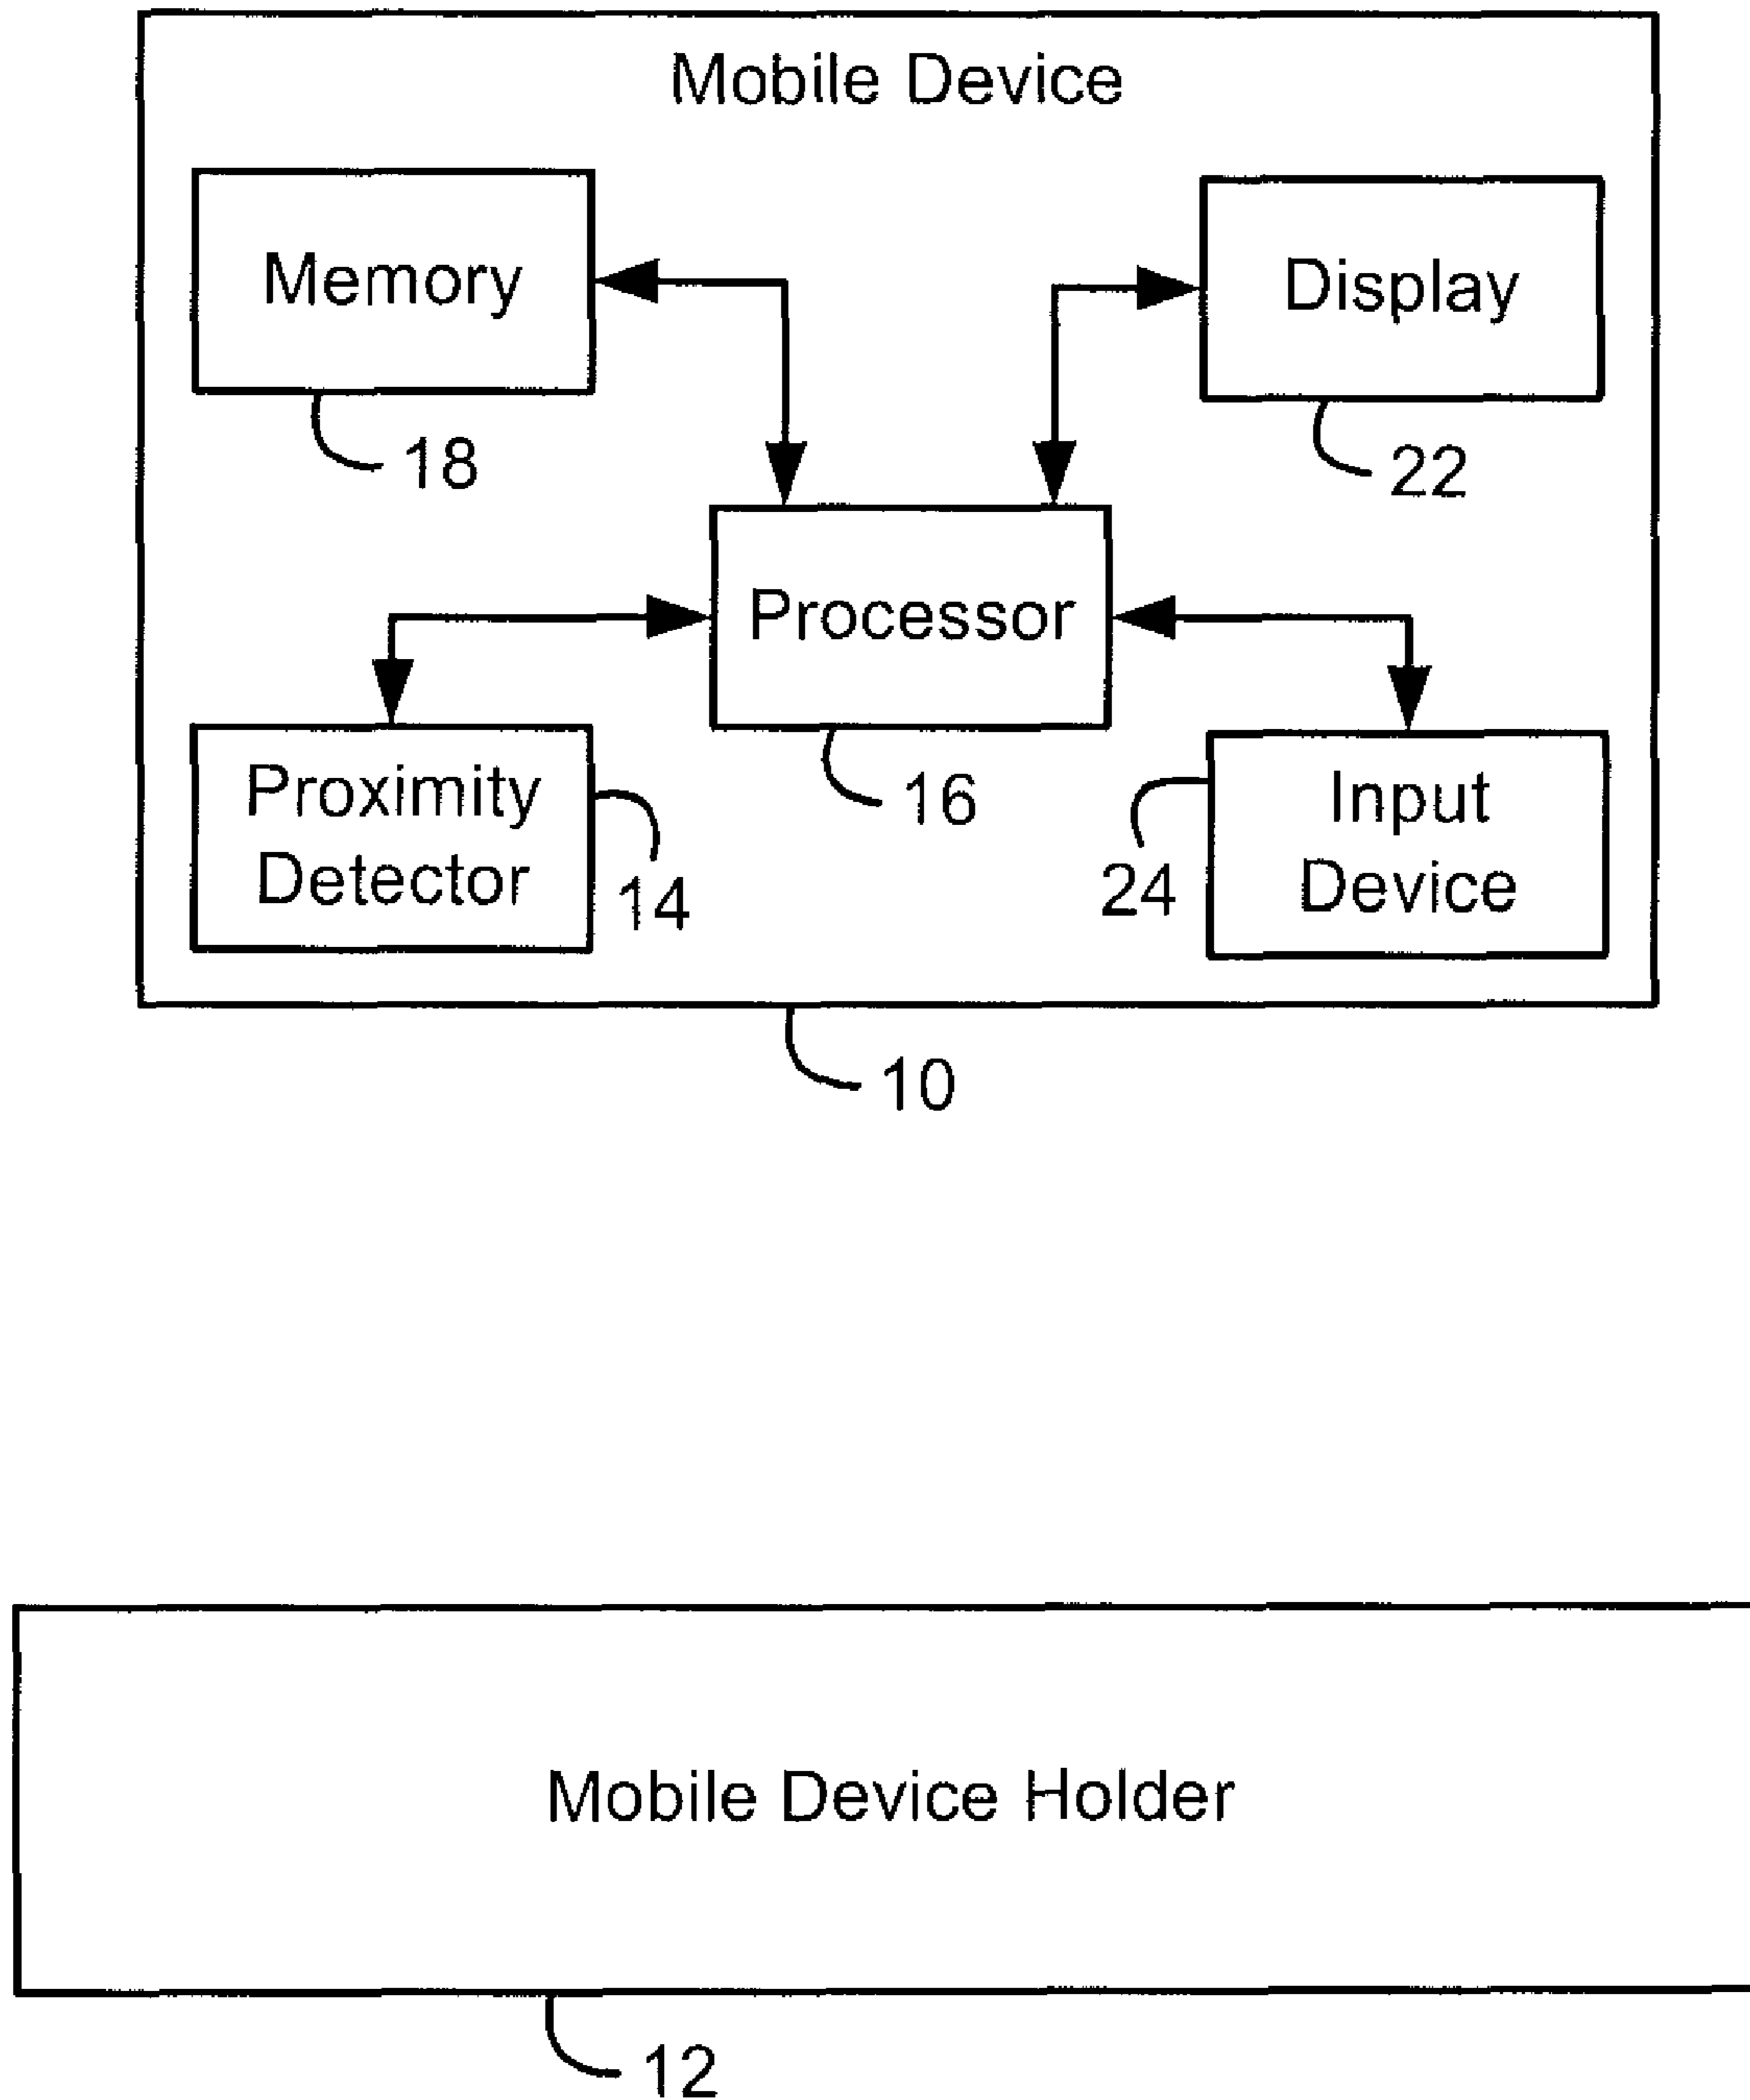 Mobile Device
Memory
Display
18
22
Processor
Proximity
Detector
14
16
24
Input
Device
10
Mobile Device Holder
12